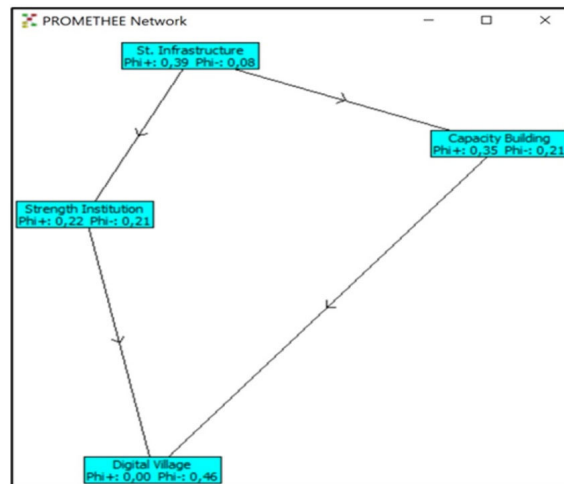 PROMETHEE Network
St. Infrastructure
Phi+: 0,39 Phi-: 0,08
Capacity Building
Phi+: 0,35 Phi-: 0,21
Strength Institution
Phi+: 0,22 Phi-: 0,21
Digital Village
Phi+: 0,00 Phi-: 0,46